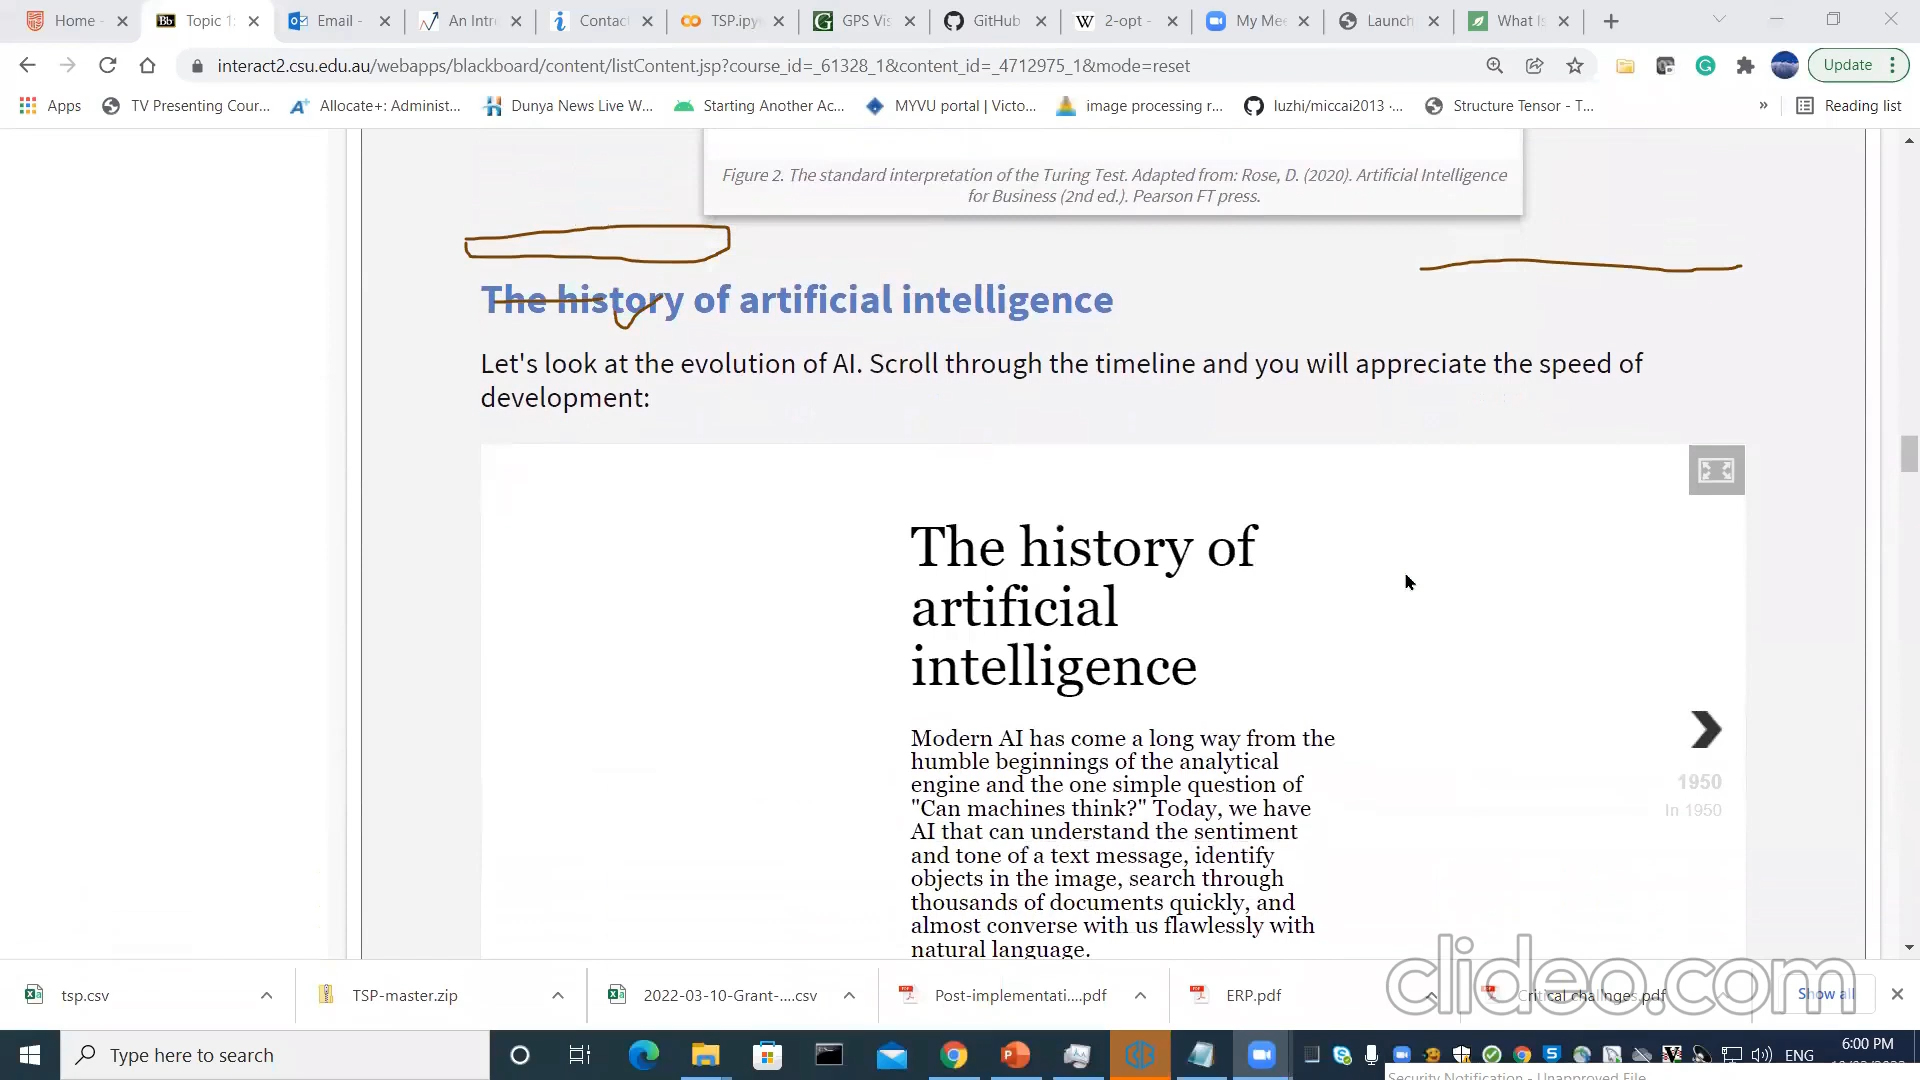 Home -
Topic 1:
Email -
An Intr
Contac
TSP.ipy
GPS Vis
GitHub
2-opt -
My Me
Launch
What Is
interact2.csu.edu.au/webapps/blackboard/content/listContent.jsp?course_id=_61328_1&content_id=_4712975_1&mode=reset
Update
Apps
TV Presenting Cour...
Allocate+: Administ...
Dunya News Live W...
Starting Another Ac...
MYVU portal | Victo...
image processing r...
luzhi/miccai2013 ·...
Structure Tensor - T...
»
Reading list
Figure 2. The standard interpretation of the Turing Test. Adapted from: Rose, D. (2020). Artificial Intelligence
for Business (2nd ed.). Pearson FT press.
The history of artificial intelligence
Let's look at the evolution of AI. Scroll through the timeline and you will appreciate the speed of
development:
The history of
artificial
intelligence
Modern AI has come a long way from the
humble beginnings of the analytical
engine and the one simple question of
"Can machines think?" Today, we have
AI that can understand the sentiment
and tone of a text message, identify
objects in the image, search through
thousands of documents quickly, and
almost converse with us flawlessly with
natural language.
1950
In 1950
clideo.com
tsp.csv
TSP-master.zip
2022-03-10-Grant-....csv
Post-implementati....pdf
ERP.pdf
Critical challnges.pdf
Show all
Type here to search
ENG
6:00 PM
Security Notification - Unapproved File